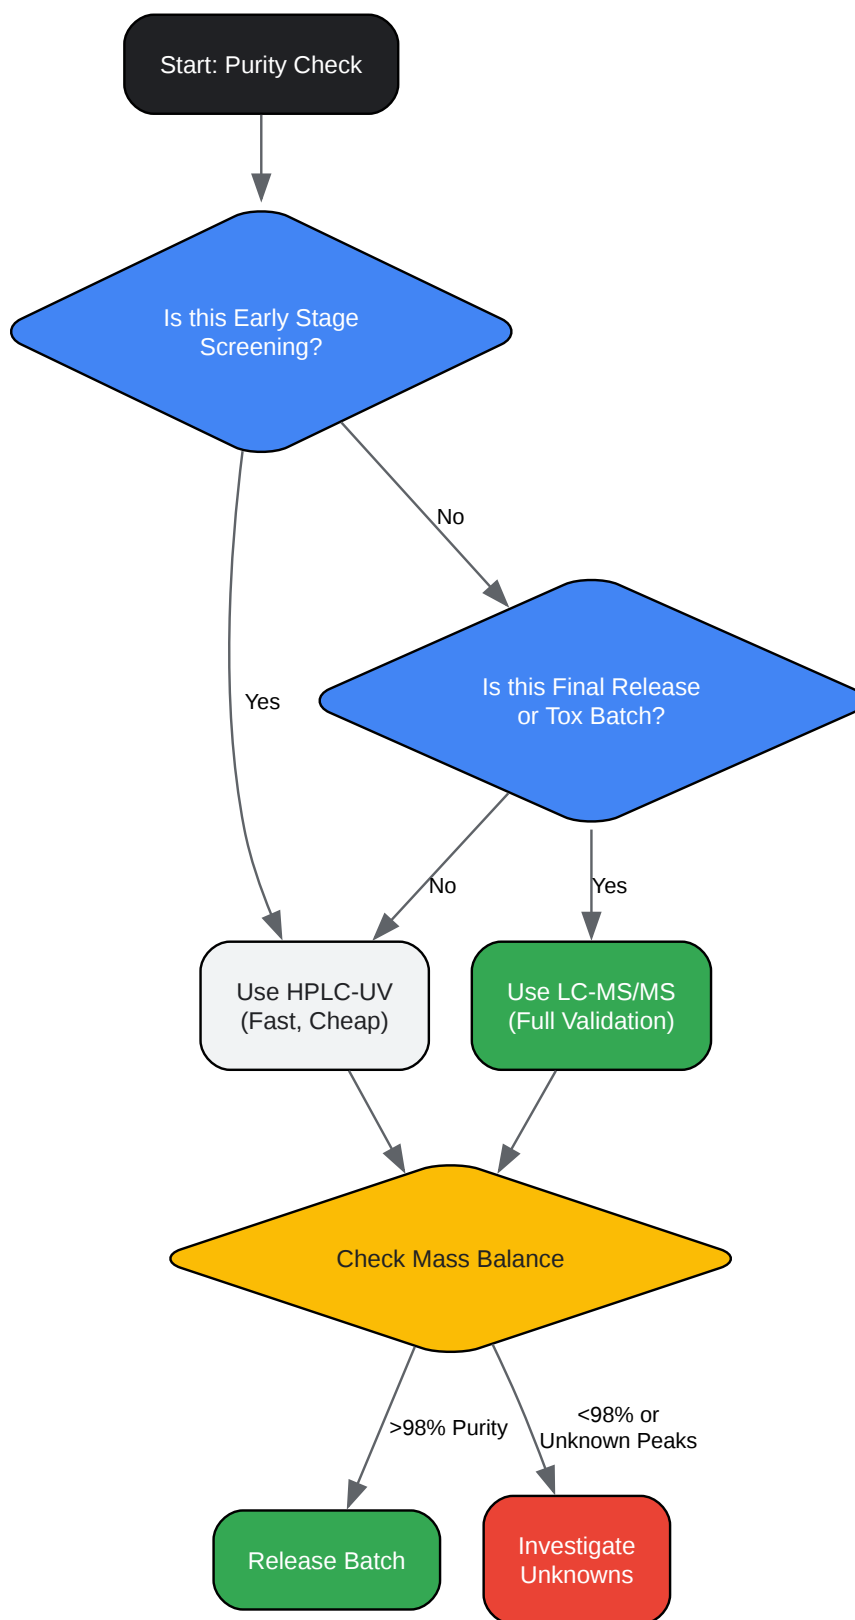 Start: Purity Check
Is this Early Stage
Screening?
No
Is this Final Release
or Tox Batch?
Yes
No
Yes
Use HPLC-UV
(Fast, Cheap)
Use LC-MS/MS
(Full Validation)
Check Mass Balance
>98% Purity
<98% or
Unknown Peaks
Release Batch
Investigate
Unknowns